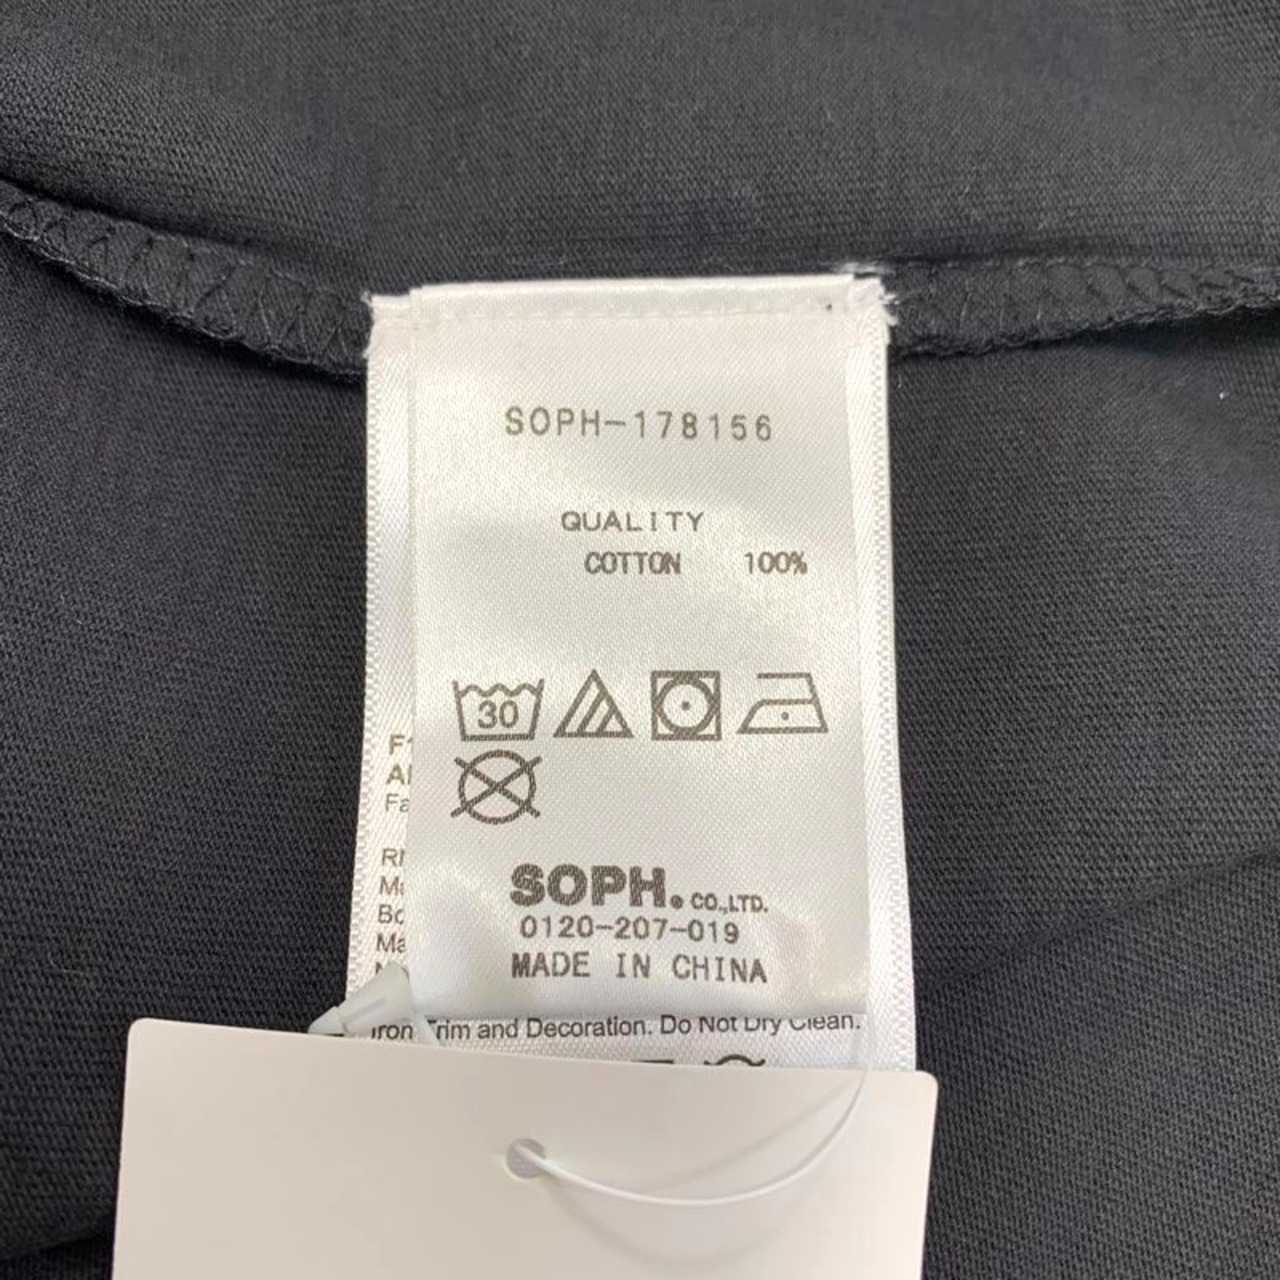 SOPH-178156
QUALITY
COTTON 100%
30
SOPH. CO.,LTD.
0120-207-019
MADE IN CHINA
Iron Trim and Decoration. Do Not Dry Clean.